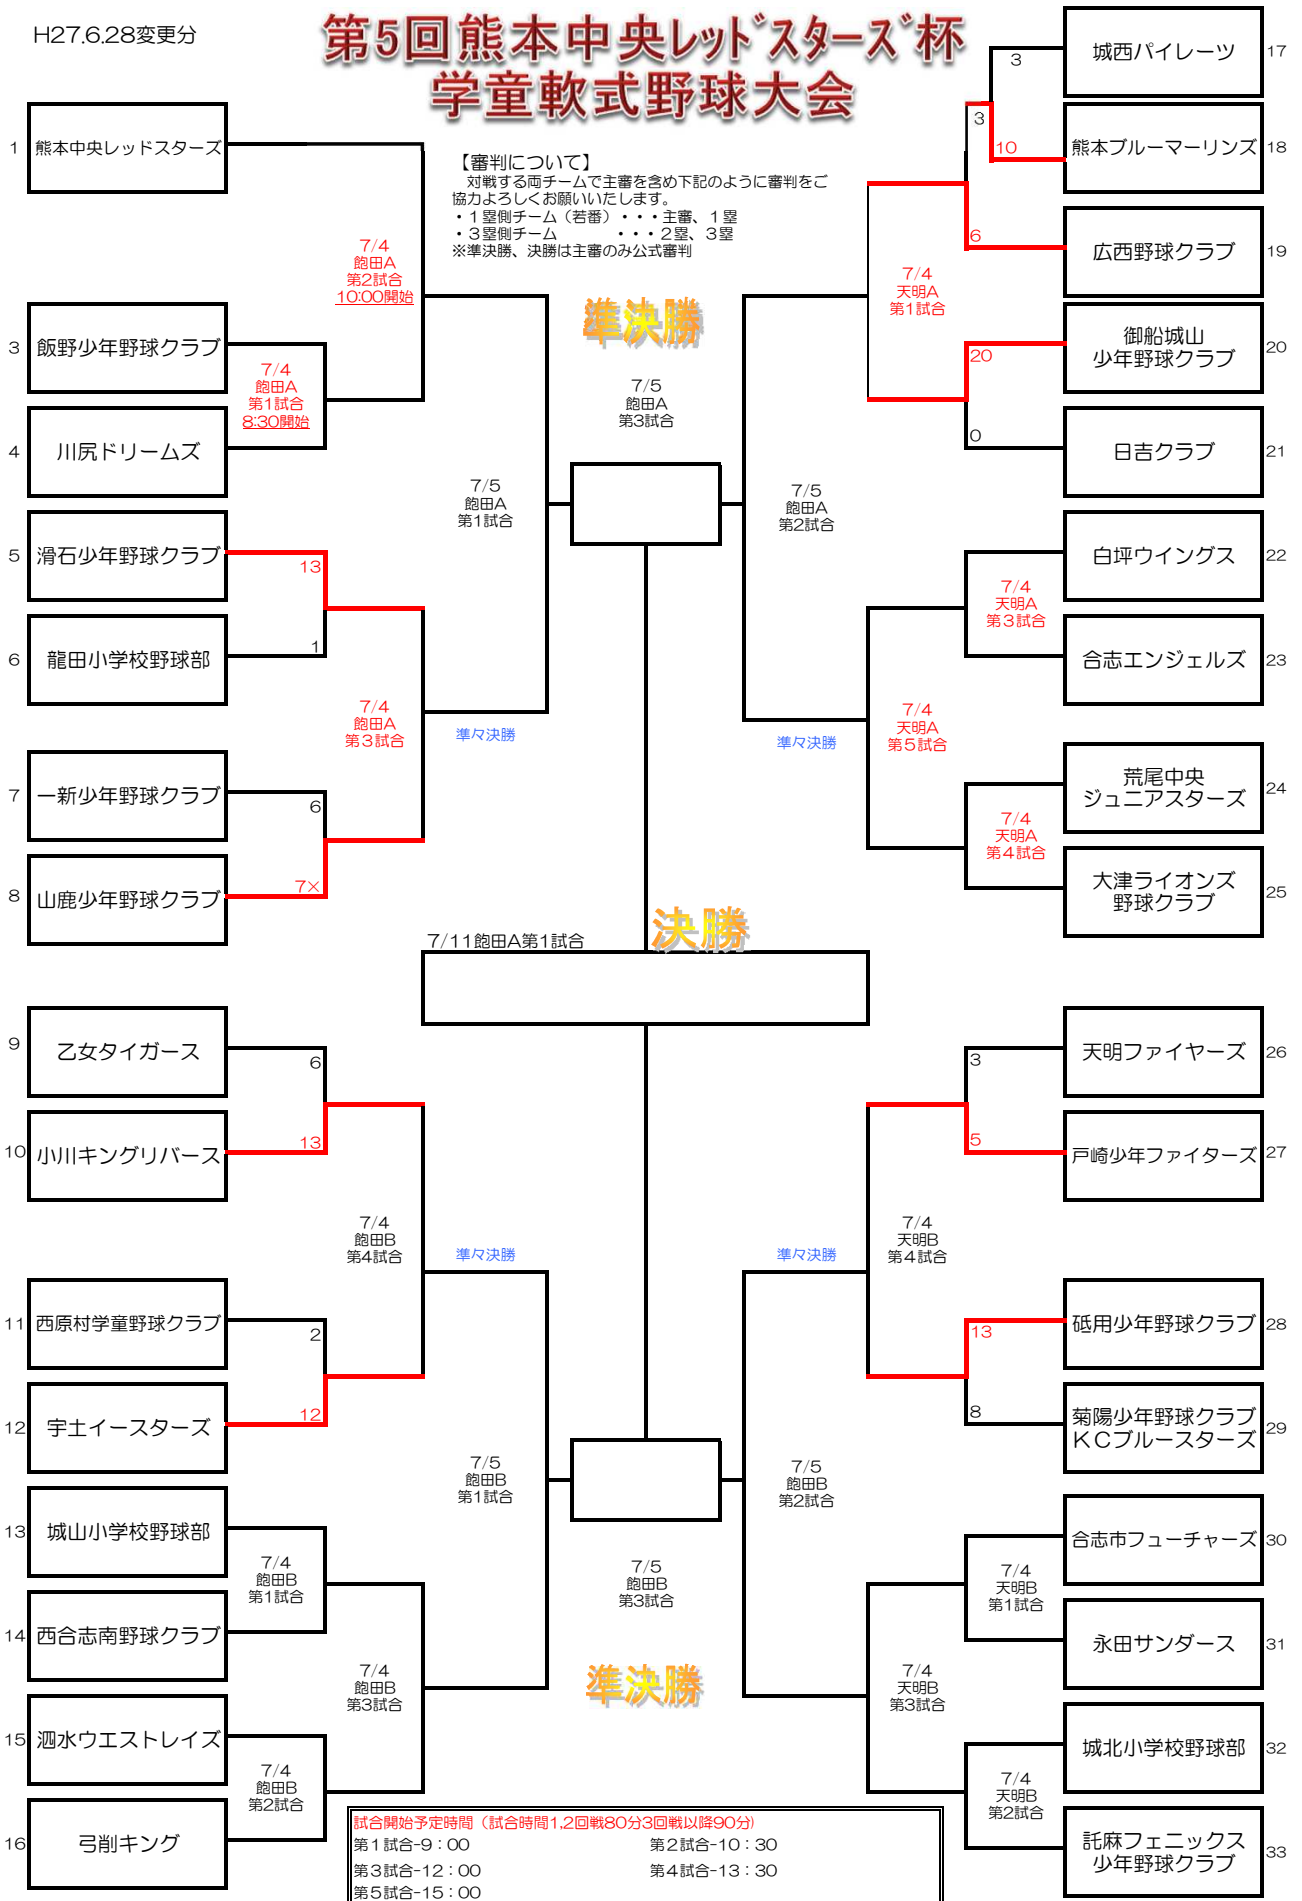 H27.6.28変更分
第5回熊本中央レッドスターズ杯
学童軟式野球大会
【審判について】
対戦する両チームで主審を含め下記のように審判をご
協力よろしくお願いいたします。
・１塁側チーム（若番）・・・主審、１塁
・３塁側チーム　　　　・・・２塁、３塁
※準決勝、決勝は主審のみ公式審判
1 熊本中央レッドスターズ
7/4
飽田A
第2試合
10:00開始
3 飯野少年野球クラブ
7/4
飽田A
第1試合
8:30開始
4 川尻ドリームズ
7/5
飽田A
第1試合
5 滑石少年野球クラブ
13
6 龍田小学校野球部
1
7/4
飽田A
第３試合
準々決勝
7 一新少年野球クラブ
6
8 山鹿少年野球クラブ
7×
準決勝
7/5
飽田A
第3試合
17 城西パイレーツ
3
3
18 熊本ブルーマーリンズ
10
19 広西野球クラブ
6
7/4
天明A
第１試合
20 御船城山
少年野球クラブ
20
21 日吉クラブ
0
7/5
飽田A
第2試合
22 白坪ウイングス
7/4
天明A
第３試合
23 合志エンジェルズ
7/4
天明A
第５試合
準々決勝
24 荒尾中央
ジュニアスターズ
7/4
天明A
第４試合
25 大津ライオンズ
野球クラブ
7/11飽田A第1試合
決勝
9 乙女タイガース
6
10 小川キングリバース
13
7/4
飽田B
第4試合
準々決勝
11 西原村学童野球クラブ
2
12 宇土イースターズ
12
7/5
飽田B
第1試合
13 城山小学校野球部
7/4
飽田B
第1試合
14 西合志南野球クラブ
7/4
飽田B
第3試合
15 泗水ウエストレイズ
7/4
飽田B
第2試合
16 弓削キング
7/5
飽田B
第3試合
準決勝
26 天明ファイヤーズ
3
27 戸崎少年ファイターズ
5
7/4
天明B
第４試合
準々決勝
28 砥用少年野球クラブ
13
29 菊陽少年野球クラブ
ＫＣブルースターズ
8
7/5
飽田B
第2試合
30 合志市フューチャーズ
7/4
天明B
第1試合
31 永田サンダース
7/4
天明B
第3試合
32 城北小学校野球部
7/4
天明B
第2試合
33 託麻フェニックス
少年野球クラブ
試合開始予定時間（試合時間1,2回戦80分3回戦以降90分)
第１試合-9：00　第２試合-10：30
第３試合-12：00　第４試合-13：30
第５試合-15：00